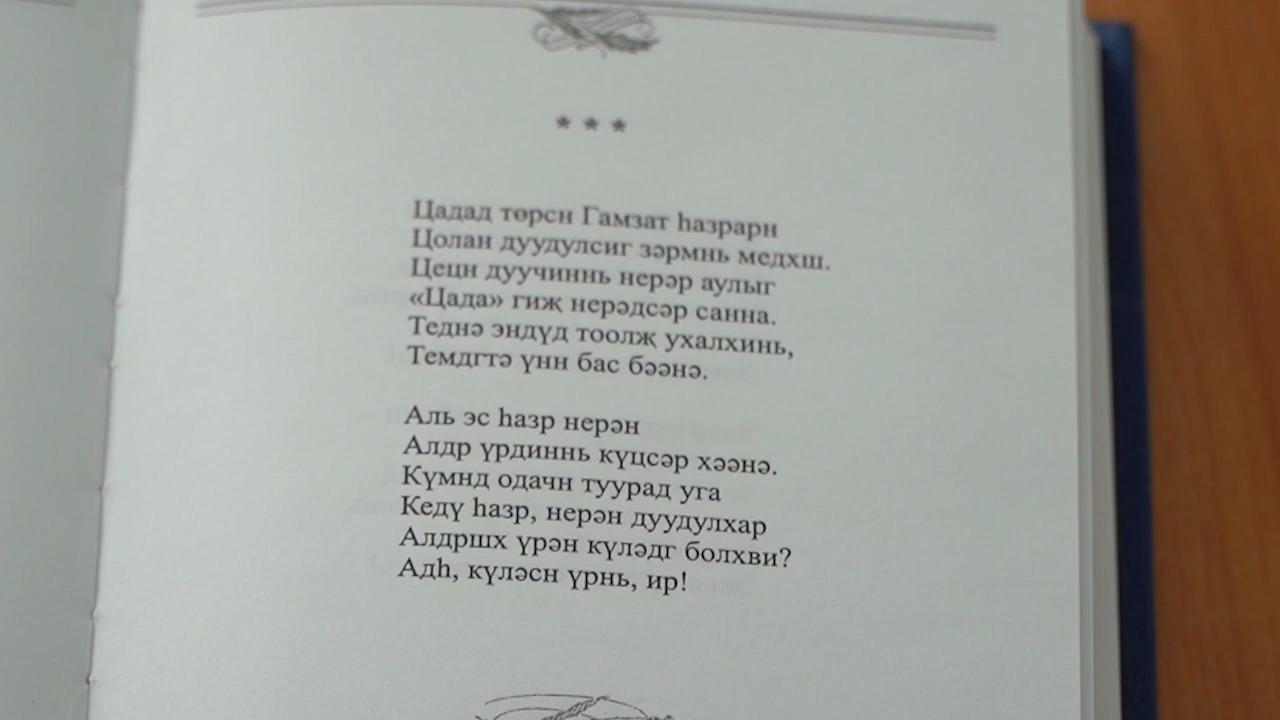 * * *
Цадад төрсн Гамзат һазрарн
Цолан дуудулсиг зәрмнь медхш.
Цецн дуучиннь нерәр аулыг
«Цада» гиҗ нерәдсәр санна.
Теднә эндүд тоолҗ ухалхинь,
Темдгтә үнн бас бәәнә.
Аль эс һазр нерән
Алдр үрдиннь күцсәр хәәнә.
Күмнд одачн туурад уга
Кедү һазр, нерән дуудулхар
Алдршх үрән күләдг болхви?
Адһ, күләсн үрнь, ир!